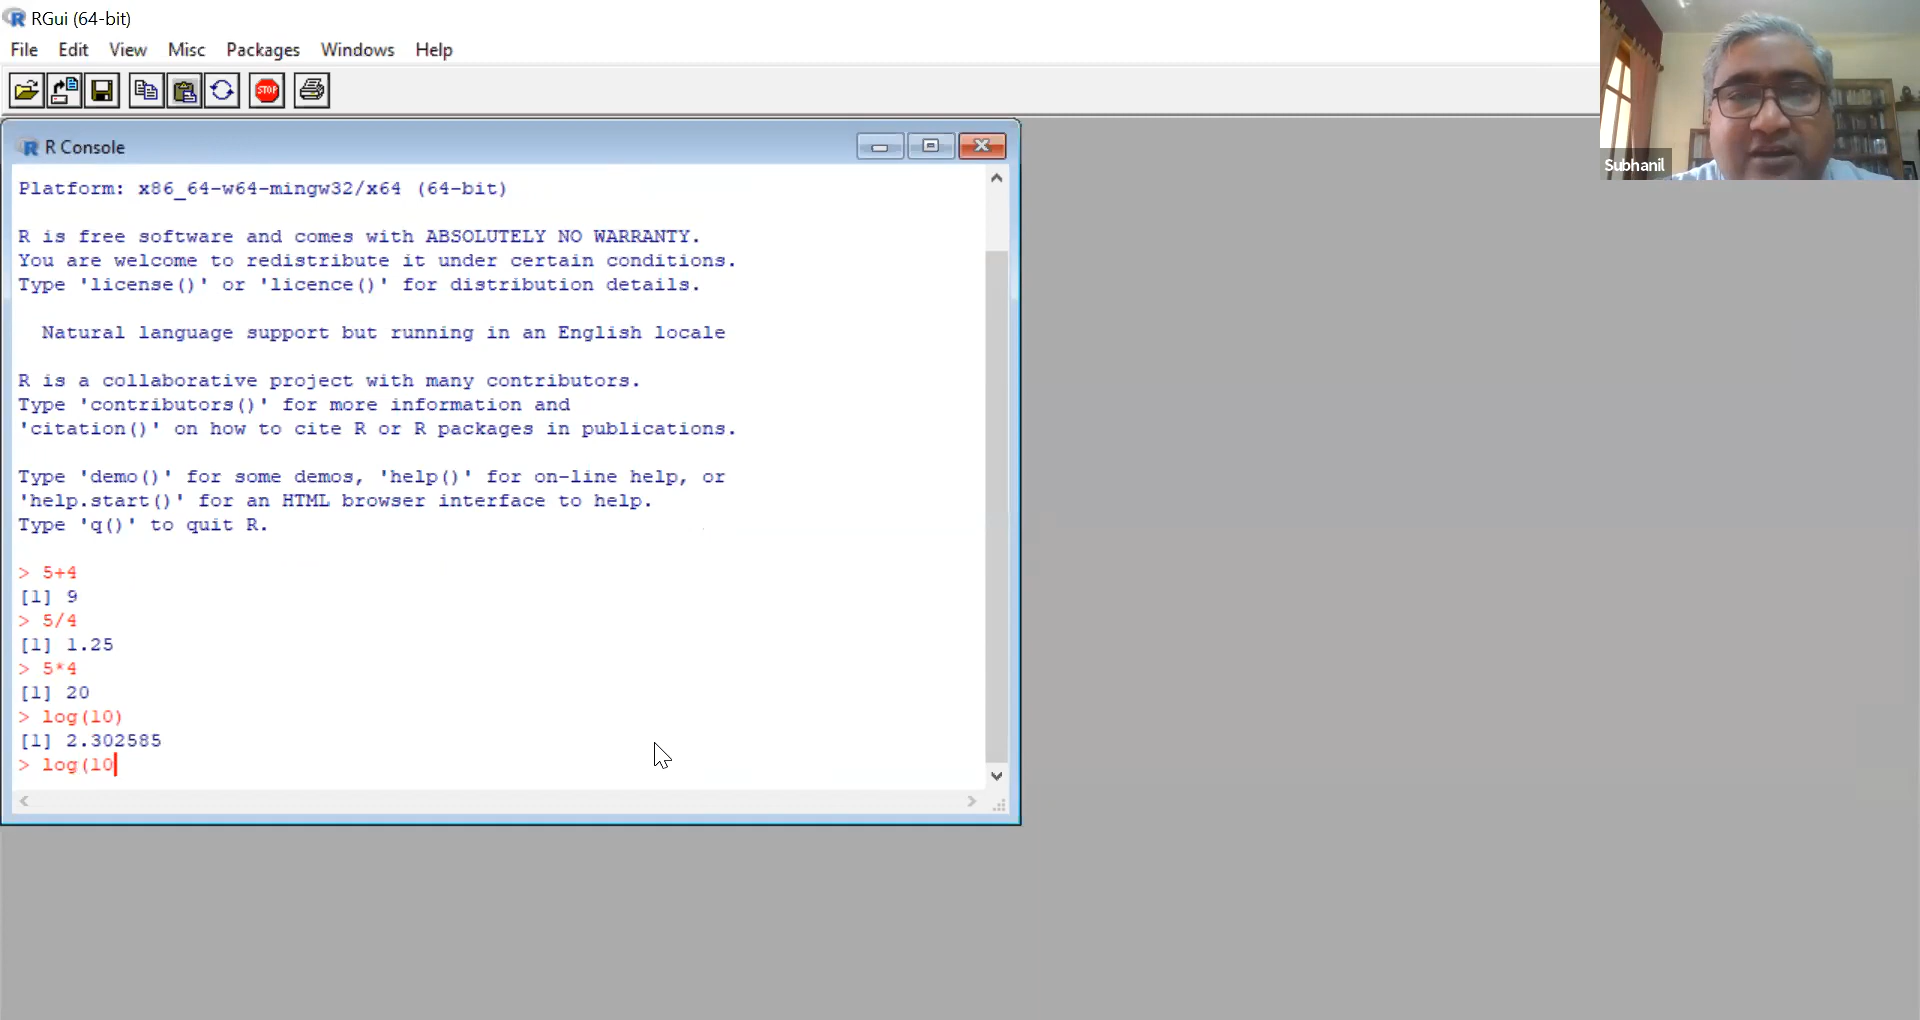 RGui (64-bit)
File Edit View Misc Packages Windows Help
STOP
Subhanil
R Console
Platform: x86_64-w64-mingw32/x64 (64-bit)
R is free software and comes with ABSOLUTELY NO WARRANTY.
You are welcome to redistribute it under certain conditions.
Type 'license()' or 'licence()' for distribution details.
Natural language support but running in an English locale
R is a collaborative project with many contributors.
Type 'contributors()' for more information and
'citation()' on how to cite R or R packages in publications.
Type 'demo()' for some demos, 'help()' for on-line help, or
'help.start()' for an HTML browser interface to help.
Type 'q()' to quit R.
> 5+4
[1] 9
> 5/4
[1] 1.25
> 5*4
[1] 20
> log(10)
[1] 2.302585
> log(10